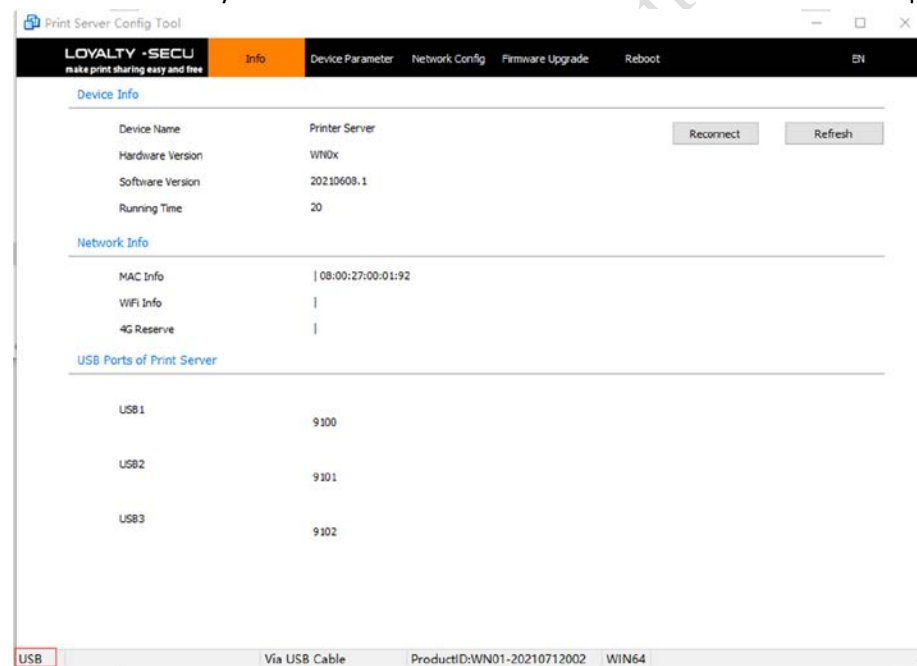 Print Server Config Tool
LOYALTY -SECU
make print sharing easy and free
Info Device Parameter Network Config Firmware Upgrade Reboot EN
Device Info
Device Name Printer Server Reconnect Refresh
Hardware Version WN0x
Software Version 20210608.1
Running Time 20
Network Info
MAC Info | 08:00:27:00:01:92
WiFi Info |
4G Reserve |
USB Ports of Print Server
USB1
9100
USB2
9101
USB3
9102
USB Via USB Cable ProductID:WN01-20210712002 WIN64